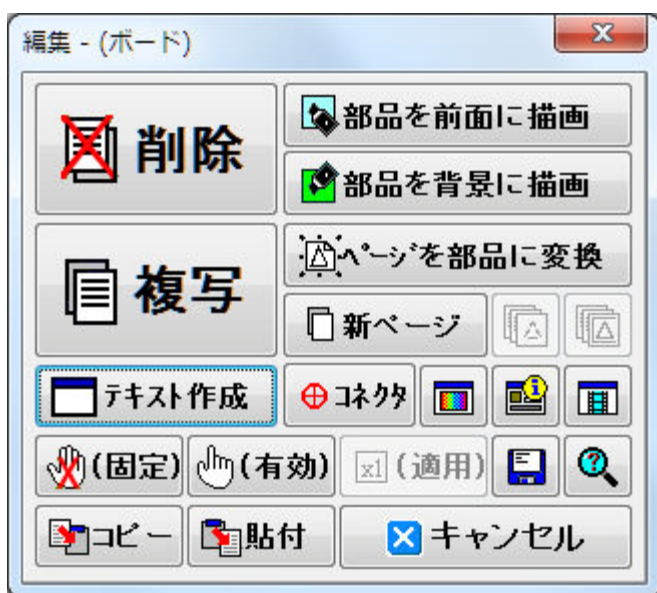 編集 - (ボード)
削除
部品を前面に描画
部品を背景に描画
複写
ﾍﾟｰｼﾞを部品に変換
新ページ
テキスト作成
コネクタ
(固定)
(有効)
x1 (適用)
コピー
貼付
キャンセル